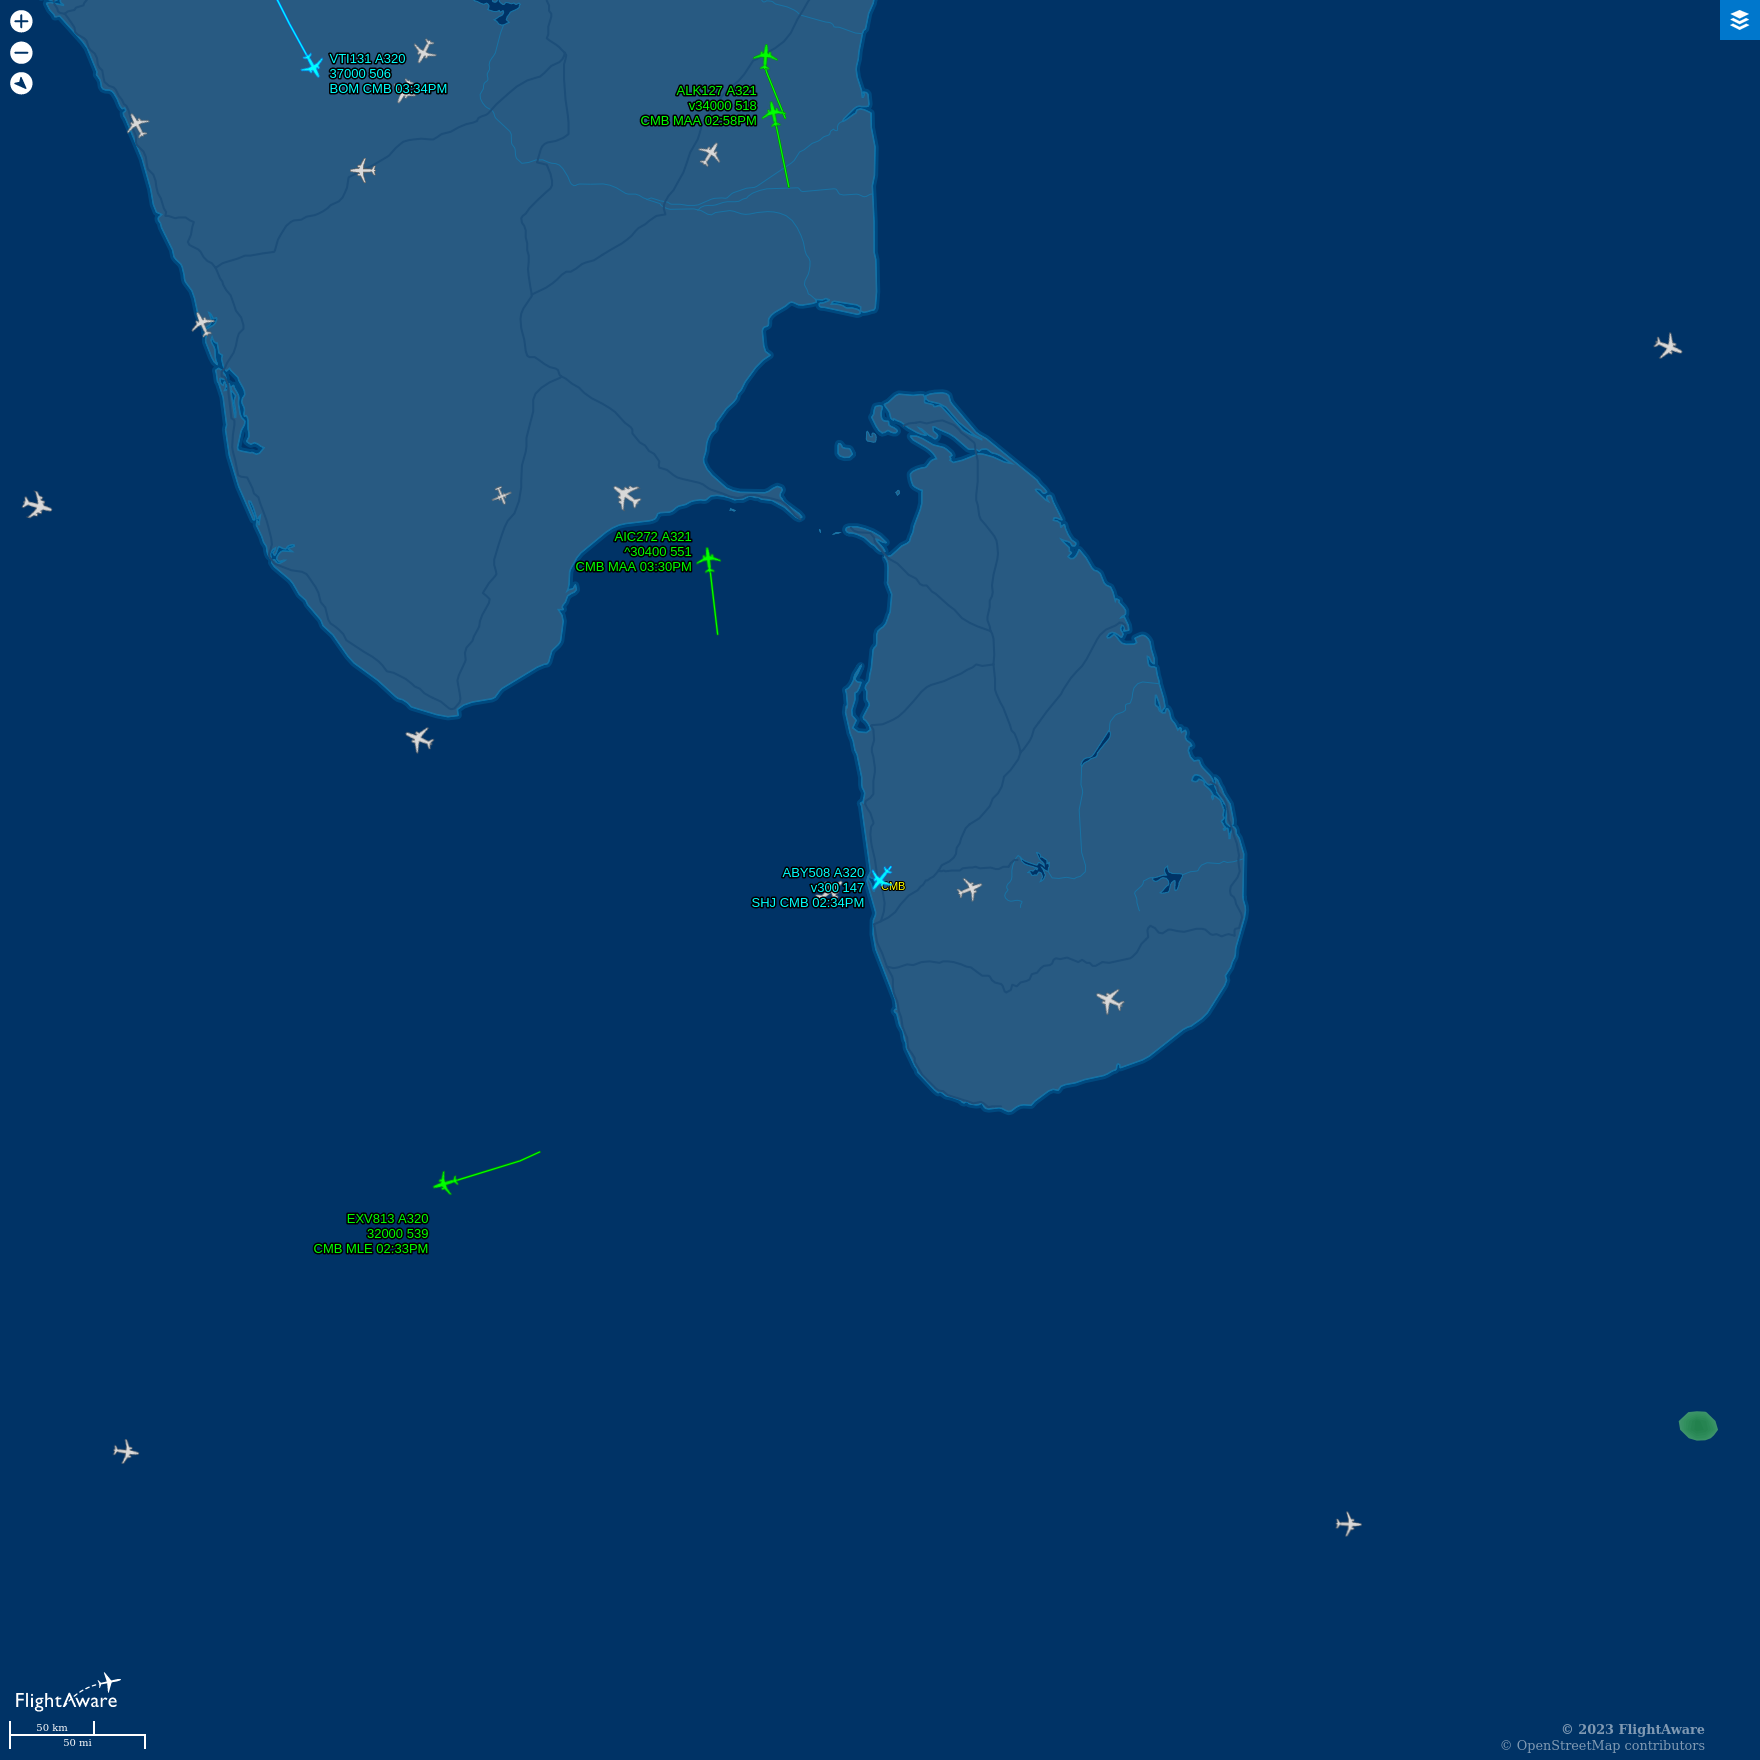 VTI131 A320
37000 506
BOM CMB 03:34PM
ALK127 A321
v34000 518
CMB MAA 02:58PM
AIC272 A321
^30400 551
CMB MAA 03:30PM
ABY508 A320
v300 147
SHJ CMB 02:34PM
CMB
EXV813 A320
32000 539
CMB MLE 02:33PM
FlightAware
50 km
50 mi
© 2023 FlightAware
© OpenStreetMap contributors